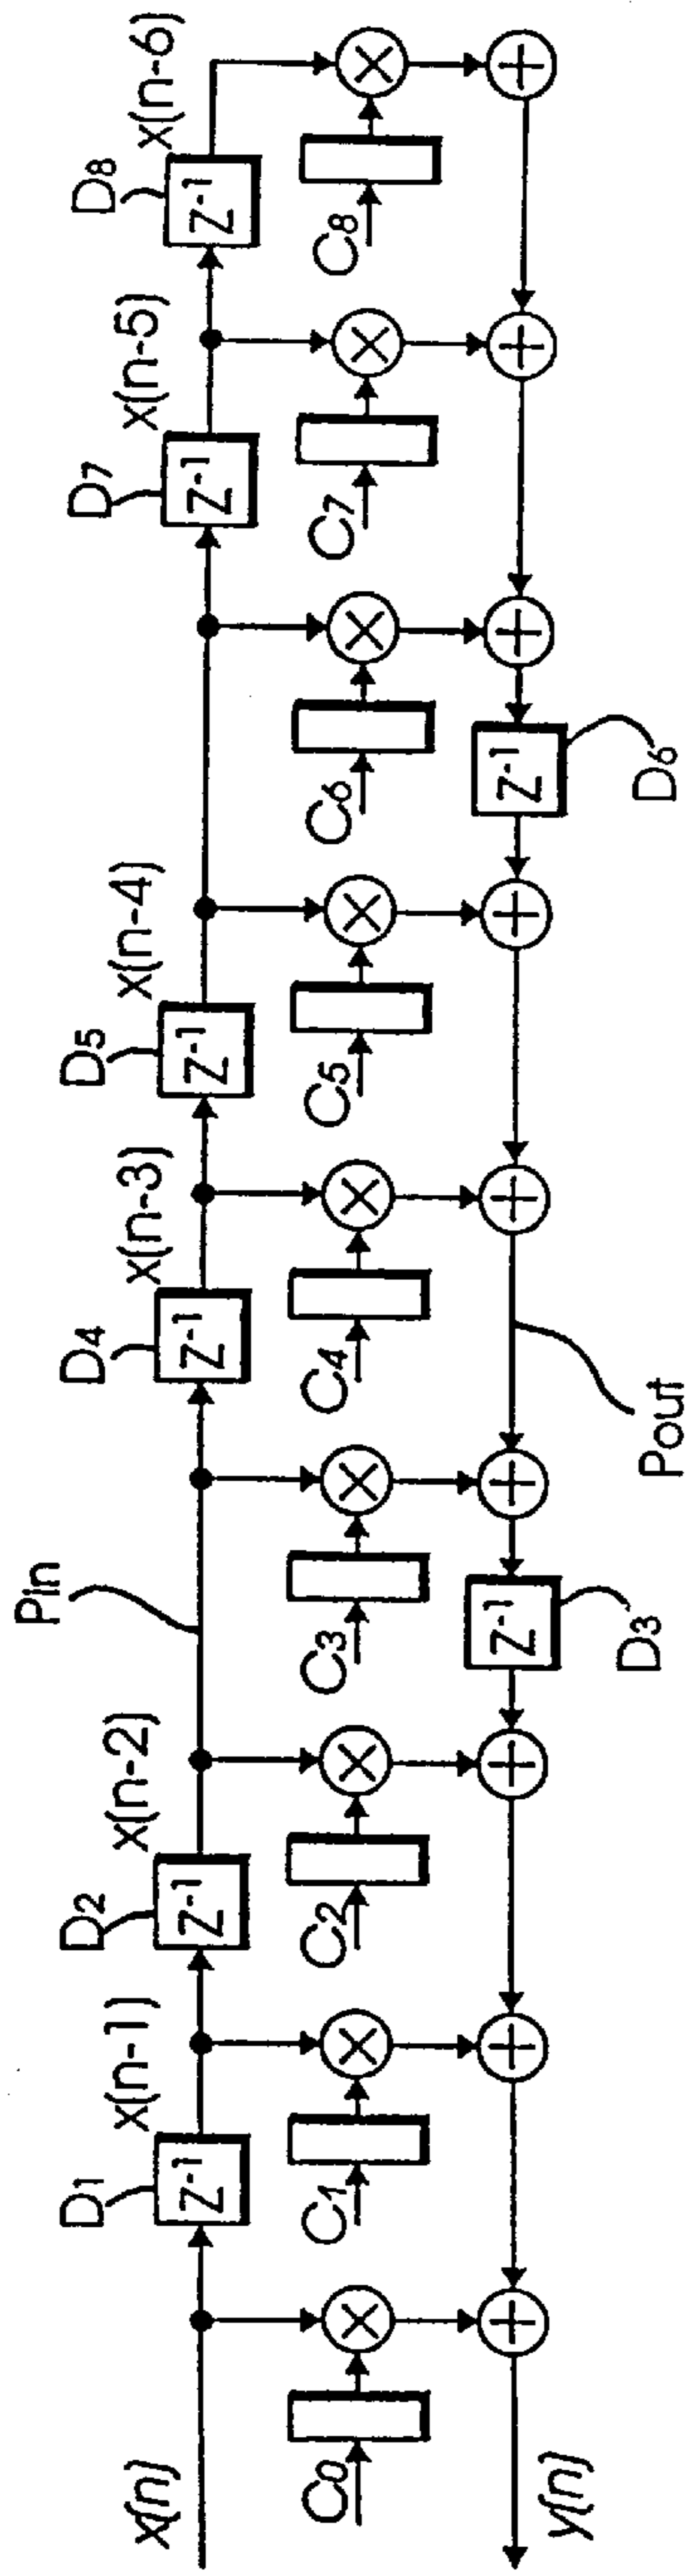 D1 D2 Pin D4 D5 D7 D8
x(n) x(n-1) x(n-2) x(n-3) x(n-4) x(n-5) x(n-6)
Z-1 Z-1 Z-1 Z-1 Z-1 Z-1
C0 C1 C2 C3 C4 C5 C6 C7 C8
Z-1 Z-1
y(n) D3 Pout D6